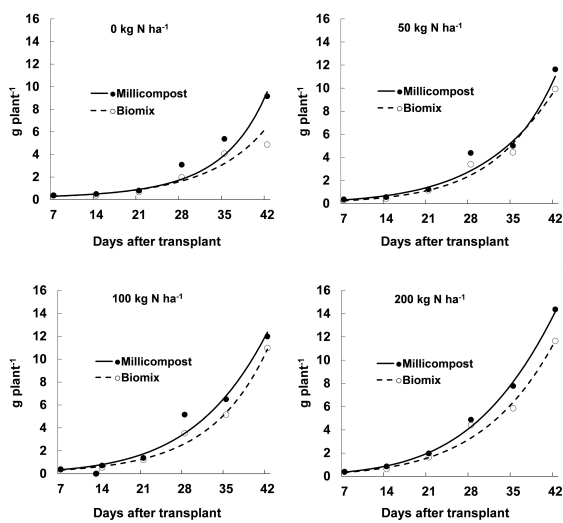 0 kg N ha-1
16
14
12
10
8
6
4
2
0
g plant-1
Millicompost
Biomix
7 14 21 28 35 42
Days after transplant
50 kg N ha-1
16
14
12
10
8
6
4
2
0
g plant-1
Millicompost
Biomix
7 14 21 28 35 42
Days after transplant
100 kg N ha-1
16
14
12
10
8
6
4
2
0
g plant-1
Millicompost
Biomix
7 14 21 28 35 42
Days after transplant
200 kg N ha-1
16
14
12
10
8
6
4
2
0
g plant-1
Millicompost
Biomix
7 14 21 28 35 42
Days after transplant